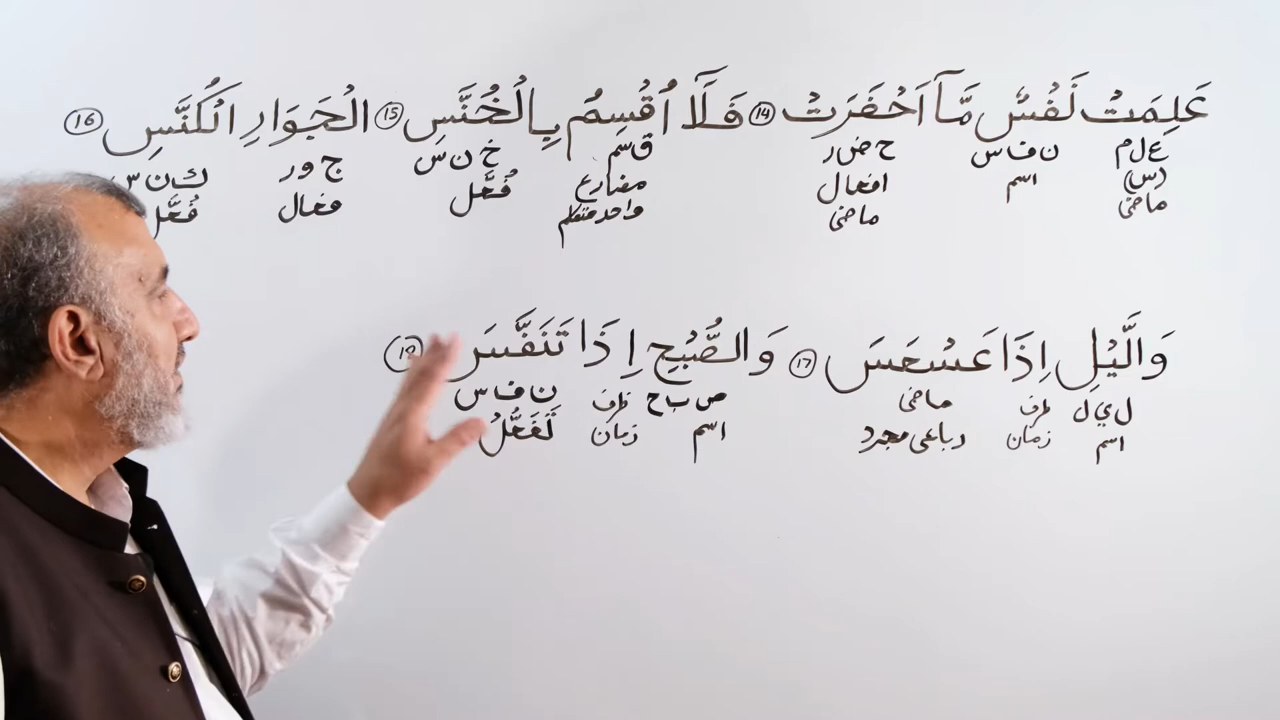 عَلِمَتْ نَفْسٌ مَّآ اَحْضَرَتْ 14 فَلَآ اُقْسِمُ بِالْخُنَّسِ 15 الْجَوَارِ الْكُنَّسِ 16
ع ل م ن ف س ح ض ر ق س م خ ن س ج و ر ك ن س
(س) اسم افعال مضارع فُعَّل فعال فُعَّل
ماضی ماضی واحد متکلم
وَالَّيْلِ اِذَا عَسْعَسَ 17 وَالصُّبْحِ اِذَا تَنَفَّسَ 18
ل ي ل ظرف ماضی ص ب ح ظرف ن ف س
اسم زمان رباعی مجرد اسم زمان تَفَعُّلْ